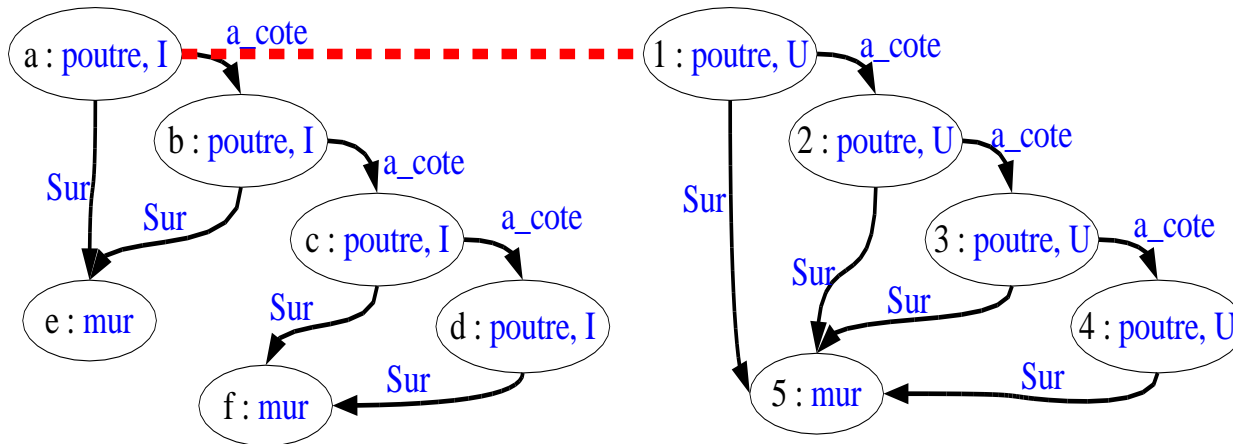 a : poutre, I
a_cote
1 : poutre, U
a_cote
b : poutre, I
a_cote
2 : poutre, U
a_cote
Sur
Sur
c : poutre, I
a_cote
Sur
3 : poutre, U
a_cote
Sur
Sur
Sur
e : mur
d : poutre, I
4 : poutre, U
Sur
Sur
f : mur
5 : mur